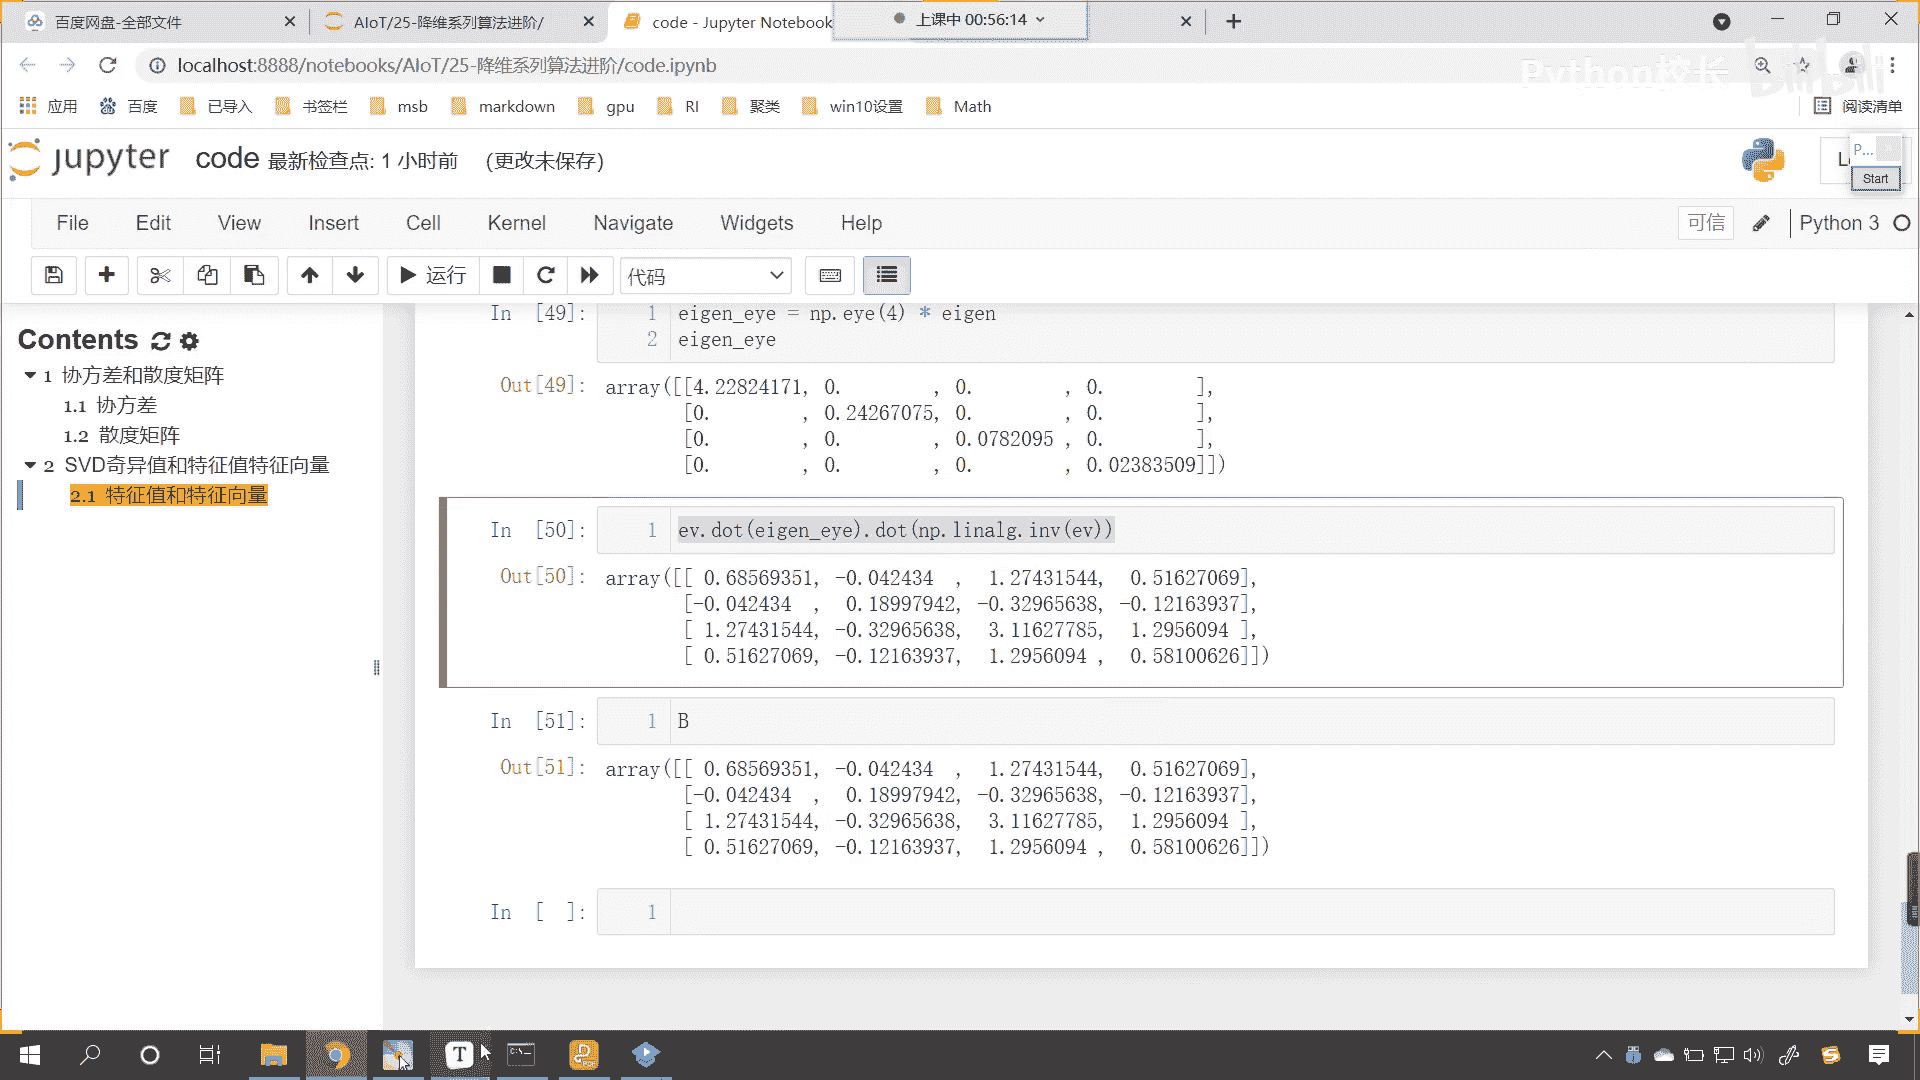 百度网盘-全部文件
AIoT/25-降维系列算法进阶/
code - Jupyter Notebook
上课中 00:56:14
localhost:8888/notebooks/AIoT/25-降维系列算法进阶/code.ipynb
Python校长
bilibili
应用 百度 已导入 书签栏 msb markdown gpu RI 聚类 win10设置 Math 阅读清单
jupyter code 最新检查点: 1 小时前 (更改未保存)
P...
Start
File Edit View Insert Cell Kernel Navigate Widgets Help 可信 Python 3
运行 代码
Contents
1 协方差和散度矩阵
1.1 协方差
1.2 散度矩阵
2 SVD奇异值和特征值特征向量
2.1 特征值和特征向量
In [49]: 1 eigen_eye = np.eye(4) * eigen
2 eigen_eye
Out[49]: array([[4.22824171, 0. , 0. , 0. ],
[0. , 0.24267075, 0. , 0. ],
[0. , 0. , 0.0782095 , 0. ],
[0. , 0. , 0. , 0.02383509]])
In [50]: 1 ev.dot(eigen_eye).dot(np.linalg.inv(ev))
Out[50]: array([[ 0.68569351, -0.042434 , 1.27431544, 0.51627069],
[-0.042434 , 0.18997942, -0.32965638, -0.12163937],
[ 1.27431544, -0.32965638, 3.11627785, 1.2956094 ],
[ 0.51627069, -0.12163937, 1.2956094 , 0.58100626]])
In [51]: 1 B
Out[51]: array([[ 0.68569351, -0.042434 , 1.27431544, 0.51627069],
[-0.042434 , 0.18997942, -0.32965638, -0.12163937],
[ 1.27431544, -0.32965638, 3.11627785, 1.2956094 ],
[ 0.51627069, -0.12163937, 1.2956094 , 0.58100626]])
In [ ]: 1